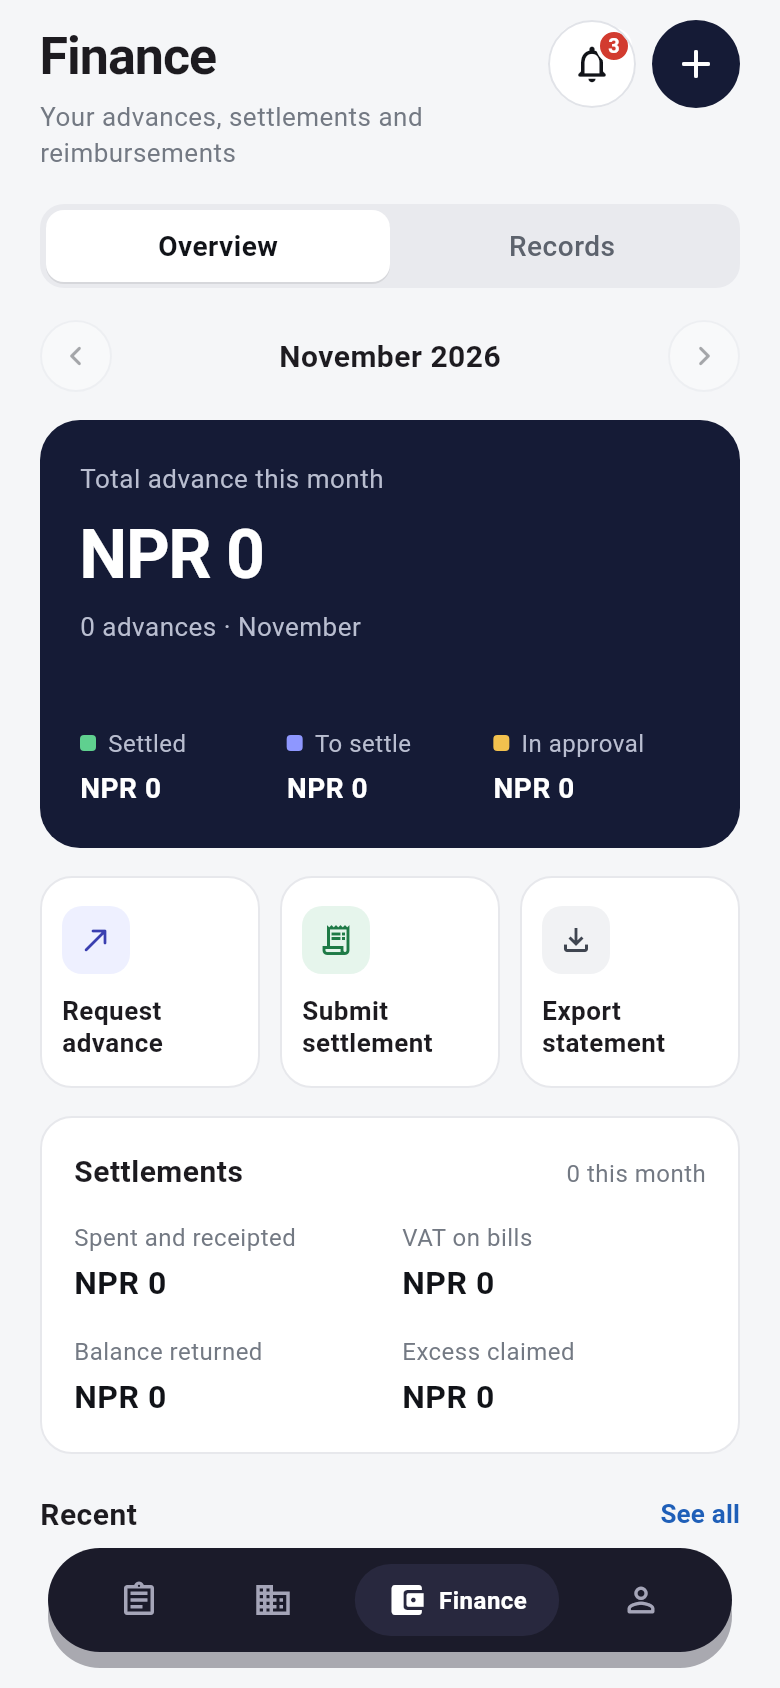 Finance
3
Your advances, settlements and
reimbursements
Overview
Records
November 2026
Total advance this month
NPR 0
0 advances · November
Settled
To settle
In approval
NPR 0
NPR 0
NPR 0
Request
advance
Submit
settlement
Export
statement
Settlements
0 this month
Spent and receipted
VAT on bills
NPR 0
NPR 0
Balance returned
Excess claimed
NPR 0
NPR 0
Recent
See all
Finance